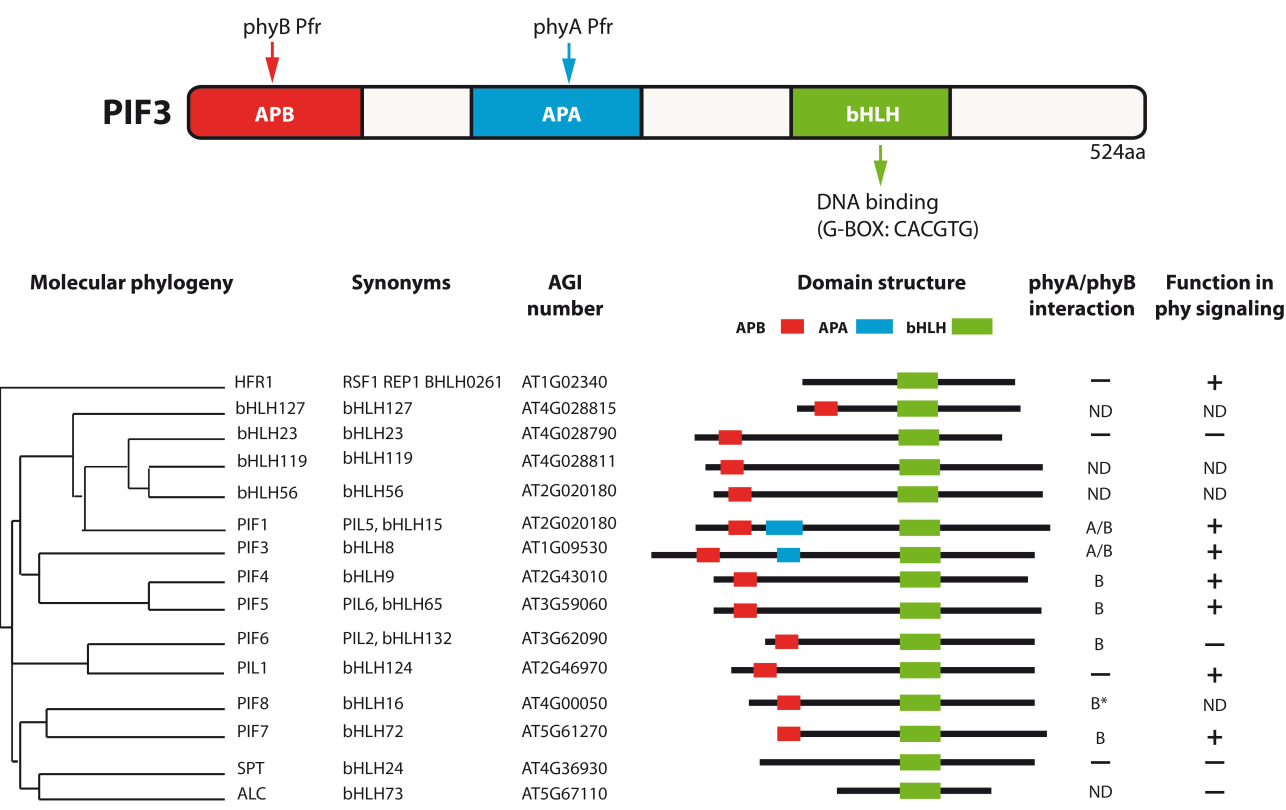 phyB Pfr phyA Pfr
PIF3 APB APA bHLH
524aa
DNA binding
(G-BOX: CACGTG)
Molecular phylogeny Synonyms AGI Domain structure phyA/phyB Function in
number interaction phy signaling
APB APA bHLH
HFR1 RSF1 REP1 BHLH0261 AT1G02340 — +
bHLH127 bHLH127 AT4G028815 ND ND
bHLH23 bHLH23 AT4G028790 — —
bHLH119 bHLH119 AT4G028811 ND ND
bHLH56 bHLH56 AT2G020180 ND ND
PIF1 PIL5, bHLH15 AT2G020180 A/B +
PIF3 bHLH8 AT1G09530 A/B +
PIF4 bHLH9 AT2G43010 B +
PIF5 PIL6, bHLH65 AT3G59060 B +
PIF6 PIL2, bHLH132 AT3G62090 B —
PIL1 bHLH124 AT2G46970 — +
PIF8 bHLH16 AT4G00050 B* ND
PIF7 bHLH72 AT5G61270 B +
SPT bHLH24 AT4G36930 — —
ALC bHLH73 AT5G67110 ND —